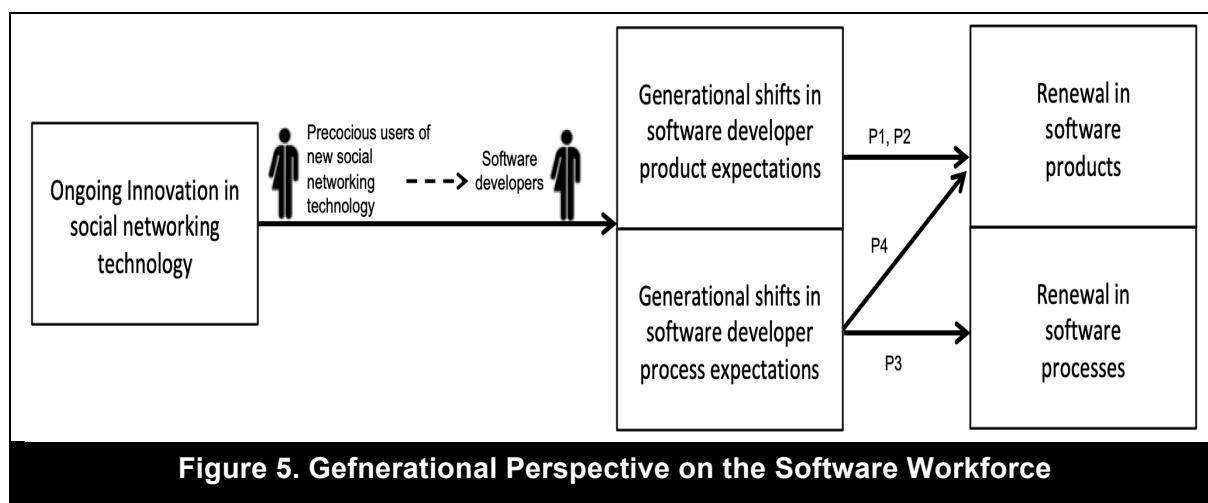 Ongoing Innovation in
social networking
technology
Precocious users of
new social
networking
technology
Software
developers
Generational shifts in
software developer
product expectations
Generational shifts in
software developer
process expectations
P1, P2
P4
P3
Renewal in
software
products
Renewal in
software
processes
Figure 5. Gefnerational Perspective on the Software Workforce